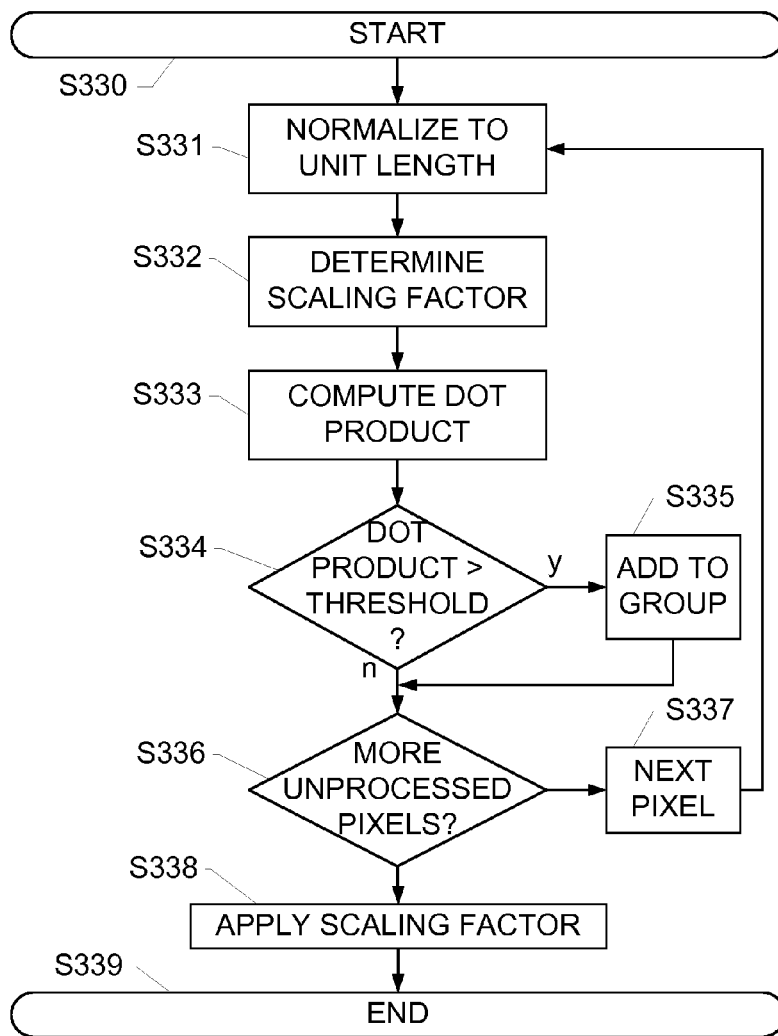 START
S330
NORMALIZE TO
UNIT LENGTH
S331
DETERMINE
SCALING FACTOR
S332
COMPUTE DOT
PRODUCT
S333
DOT
PRODUCT >
THRESHOLD
?
S334
y
n
S335
ADD TO
GROUP
S336
MORE
UNPROCESSED
PIXELS?
S337
NEXT
PIXEL
S338
APPLY SCALING FACTOR
S339
END